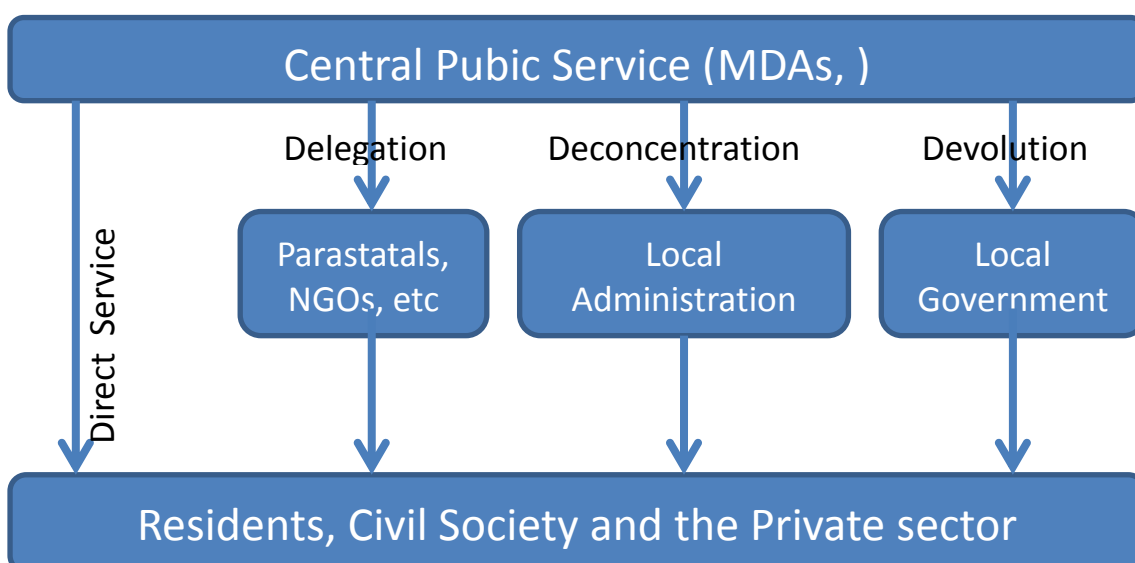 Central Pubic Service (MDAs, )
Delegation
Deconcentration
Devolution
Direct Service
Parastatals,
NGOs, etc
Local
Administration
Local
Government
Residents, Civil Society and the Private sector